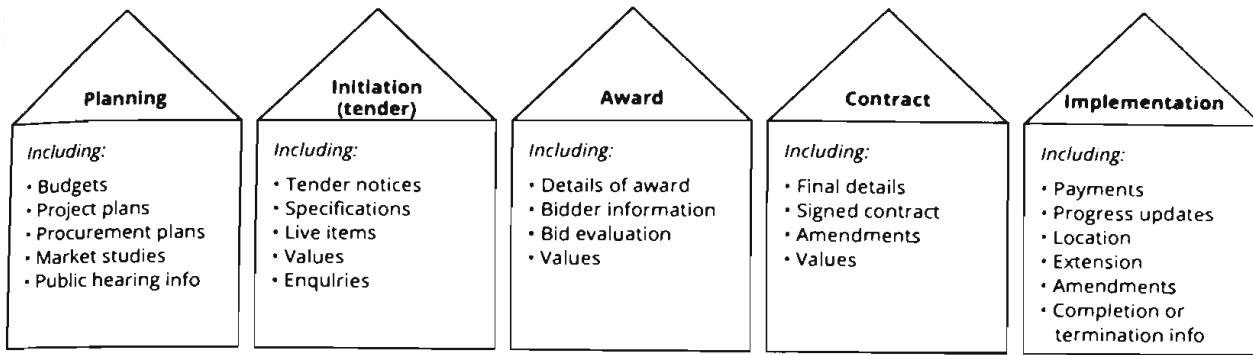 Planning
Including:
• Budgets
• Project plans
• Procurement plans
• Market studies
• Public hearing info
Initiation
(tender)
Including:
• Tender notices
• Specifications
• Live items
• Values
• Enquiries
Award
Including:
• Details of award
• Bidder information
• Bid evaluation
• Values
Contract
Including:
• Final details
• Signed contract
• Amendments
• Values
Implementation
Including:
• Payments
• Progress updates
• Location
• Extension
• Amendments
• Completion or
termination info